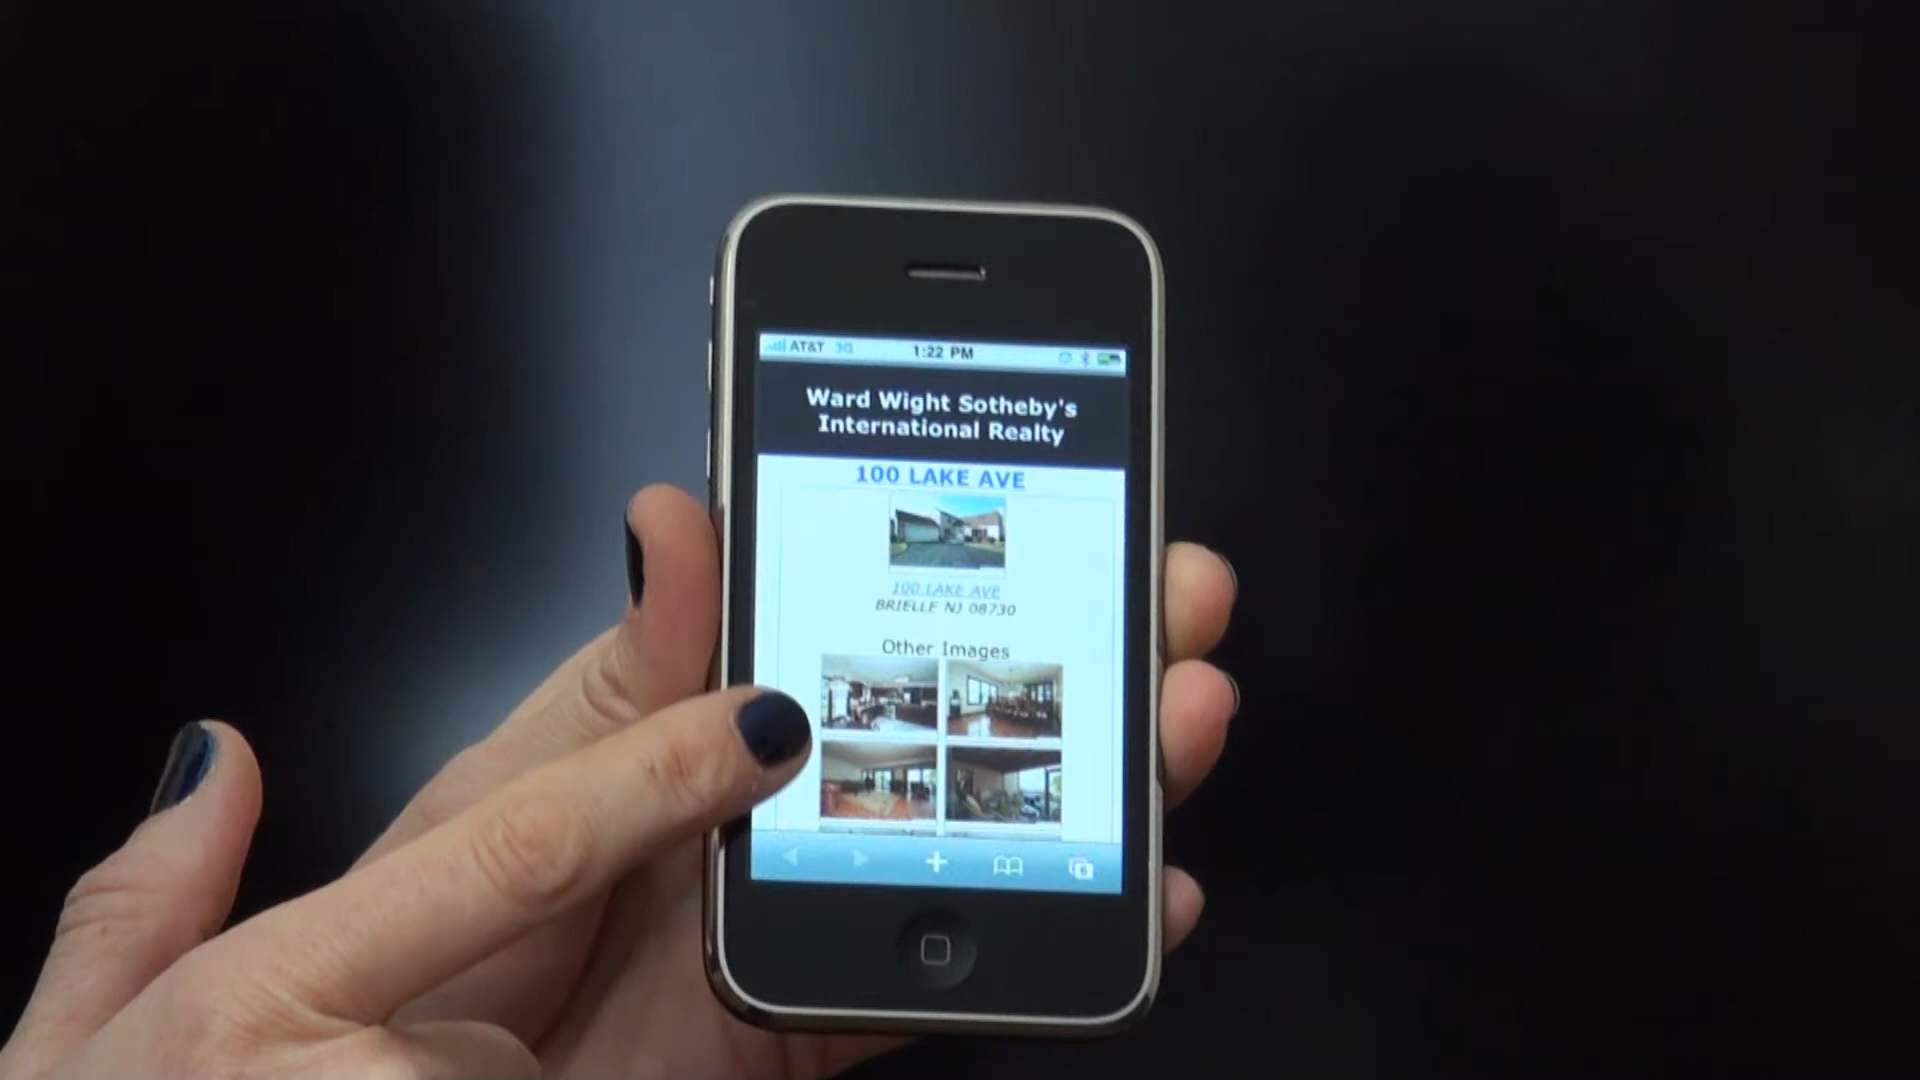 AT&T 3G 1:22 PM
Ward Wight Sotheby's
International Realty
100 LAKE AVE
100 LAKE AVE
BRIELLE NJ 08730
Other Images
6